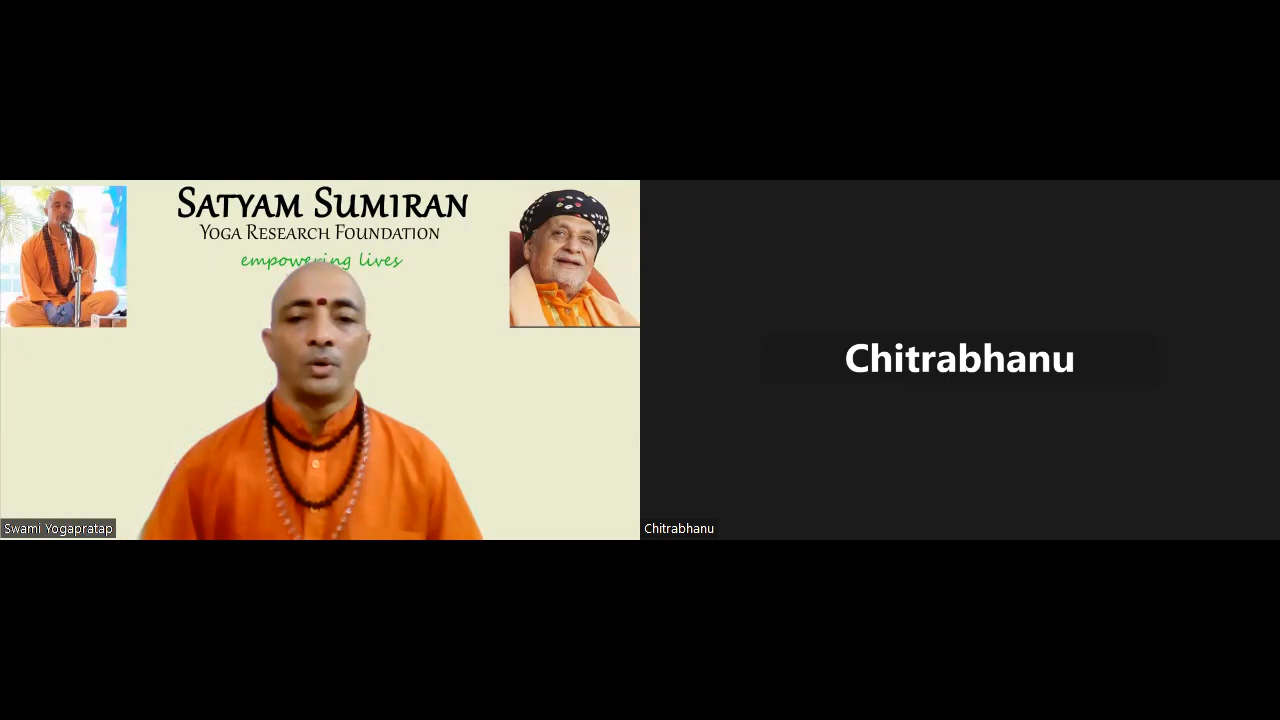 SATYAM SUMIRAN
YOGA RESEARCH FOUNDATION
empowering lives
Swami Yogapratap
Chitrabhanu
Chitrabhanu